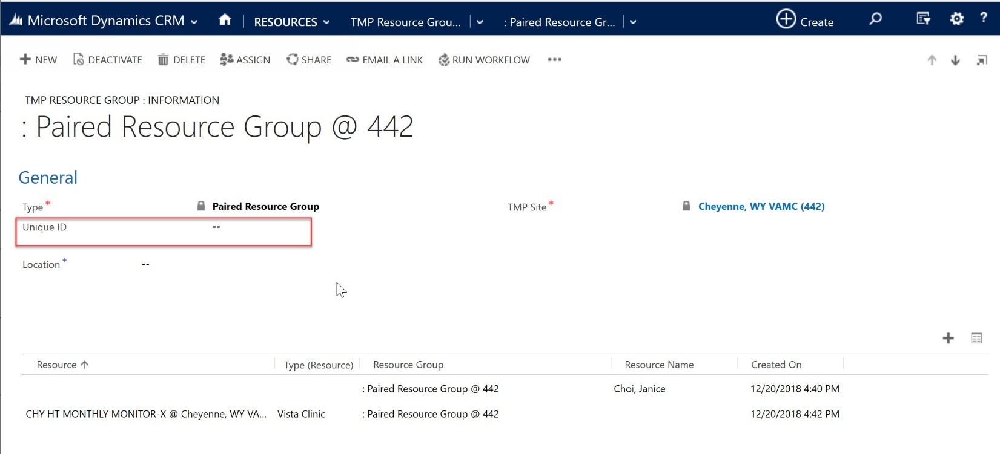 Microsoft Dynamics CRM RESOURCES TMP Resource Grou... : Paired Resource Gr... Create ?
NEW DEACTIVATE DELETE ASSIGN SHARE EMAIL A LINK RUN WORKFLOW ...
TMP RESOURCE GROUP : INFORMATION
: Paired Resource Group @ 442
General
Type * Paired Resource Group TMP Site * Cheyenne, WY VAMC (442)
Unique ID --
Location + --
Resource Type (Resource) Resource Group Resource Name Created On
: Paired Resource Group @ 442 Choi, Janice 12/20/2018 4:40 PM
CHY HT MONTHLY MONITOR-X @ Cheyenne, WY VA... Vista Clinic : Paired Resource Group @ 442 12/20/2018 4:42 PM